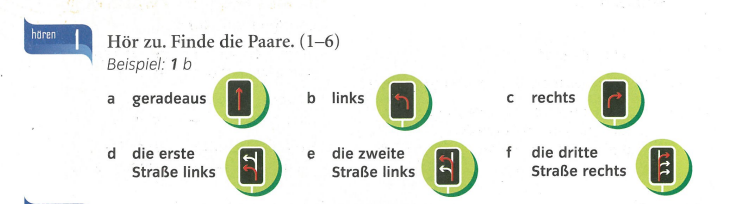 hören 1
Hör zu. Finde die Paare. (1–6)
Beispiel: 1 b
a geradeaus b links c rechts
d die erste Straße links e die zweite Straße links f die dritte Straße rechts